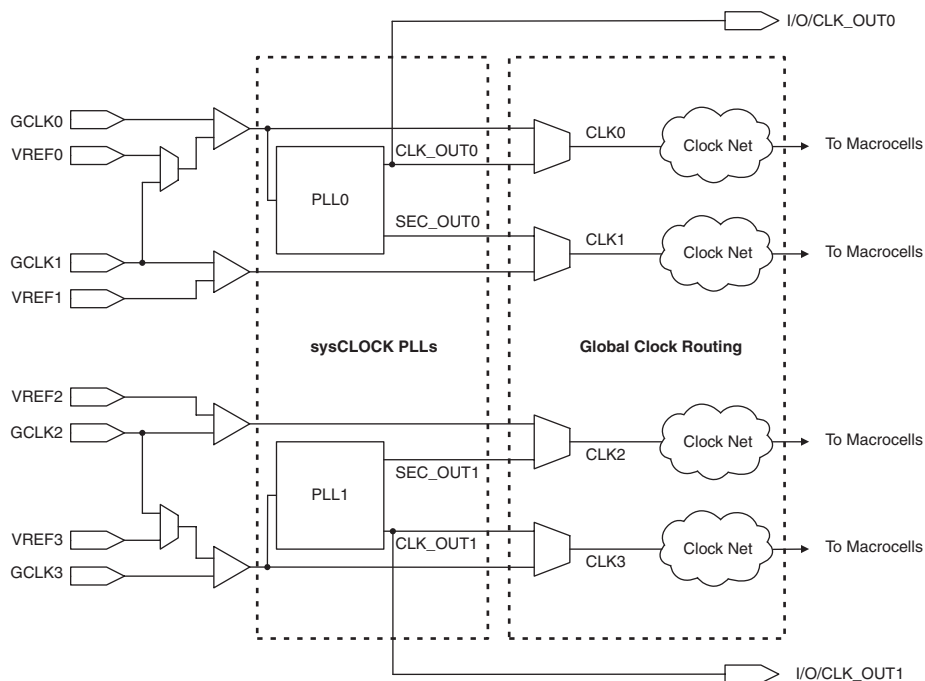 I/O/CLK_OUT0
GCLK0
VREF0
CLK_OUT0
CLK0
Clock Net
To Macrocells
PLL0
SEC_OUT0
GCLK1
CLK1
Clock Net
To Macrocells
VREF1
sysCLOCK PLLs
Global Clock Routing
VREF2
GCLK2
CLK2
Clock Net
To Macrocells
SEC_OUT1
PLL1
VREF3
CLK_OUT1
CLK3
Clock Net
To Macrocells
GCLK3
I/O/CLK_OUT1